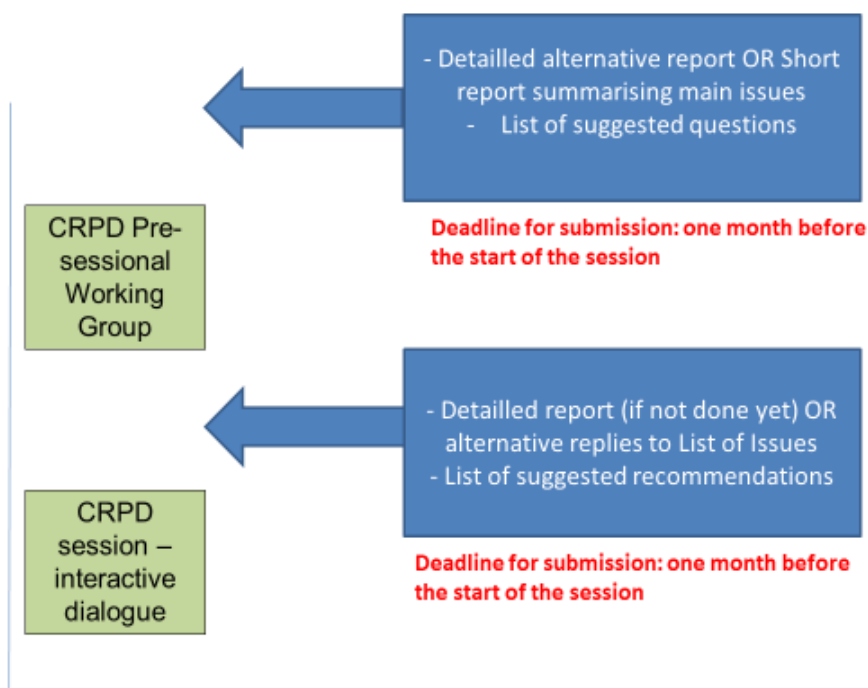 - Detailled alternative report OR Short
report summarising main issues
- List of suggested questions
Deadline for submission: one month before
the start of the session
CRPD Pre-
sessional
Working
Group
- Detailled report (if not done yet) OR
alternative replies to List of Issues
- List of suggested recommendations
Deadline for submission: one month before
the start of the session
CRPD
session –
interactive
dialogue